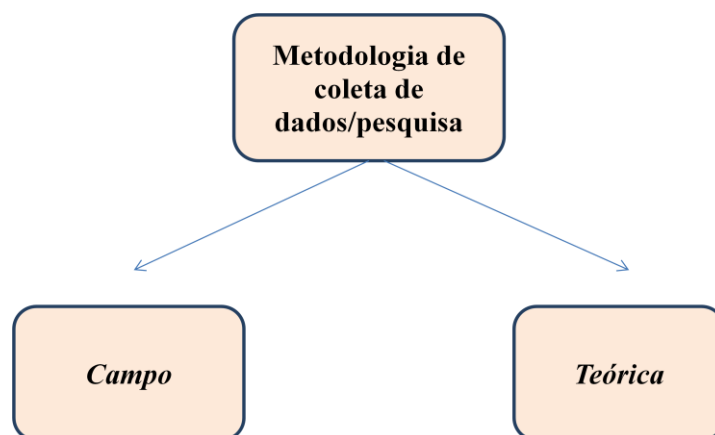 Metodologia de
coleta de
dados/pesquisa
Campo
Teórica